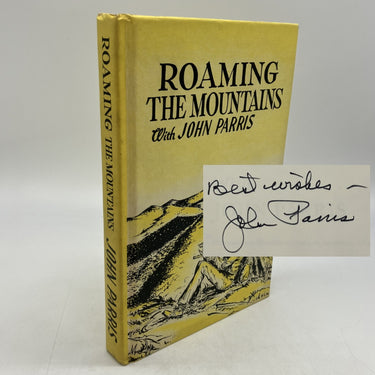 ROAMING
THE MOUNTAINS
With JOHN PARRIS
ROAMING THE MOUNTAINS JOHN PARRIS
Best wishes –
John Parris